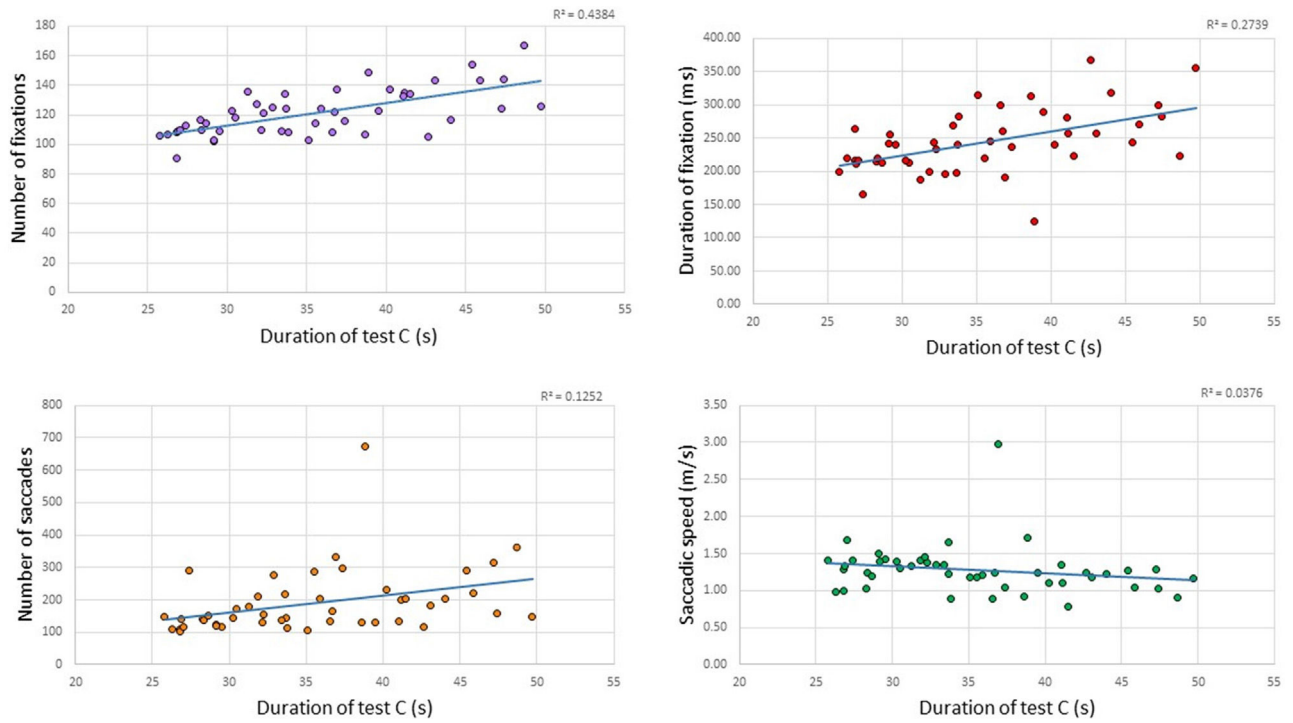 R² = 0.4384
Number of fixations
180
160
140
120
100
80
60
40
20
0
20 25 30 35 40 45 50 55
Duration of test C (s)
R² = 0.2739
Duration of fixation (ms)
400.00
350.00
300.00
250.00
200.00
150.00
100.00
50.00
0.00
20 25 30 35 40 45 50 55
Duration of test C (s)
R² = 0.1252
Number of saccades
800
700
600
500
400
300
200
100
0
20 25 30 35 40 45 50 55
Duration of test C (s)
R² = 0.0376
Saccadic speed (m/s)
3.50
3.00
2.50
2.00
1.50
1.00
0.50
0.00
20 25 30 35 40 45 50 55
Duration of test C (s)